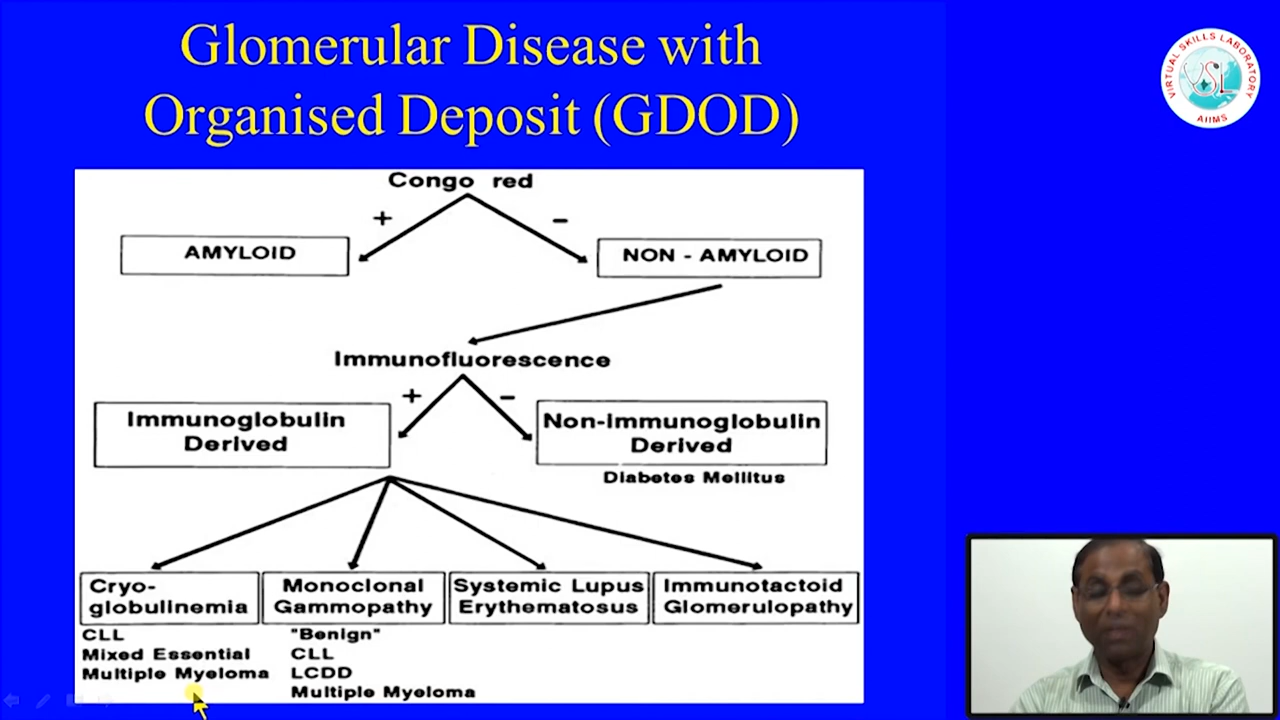 Glomerular Disease with
Organised Deposit (GDOD)
VIRTUAL SKILLS LABORATORY
VSL
AIIMS
Congo red
+
−
AMYLOID
NON - AMYLOID
Immunofluorescence
+
−
Immunoglobulin
Derived
Non-immunoglobulin
Derived
Diabetes Mellitus
Cryo-
globulinemia
CLL
Mixed Essential
Multiple Myeloma
Monoclonal
Gammopathy
"Benign"
CLL
LCDD
Multiple Myeloma
Systemic Lupus
Erythematosus
Immunotactoid
Glomerulopathy